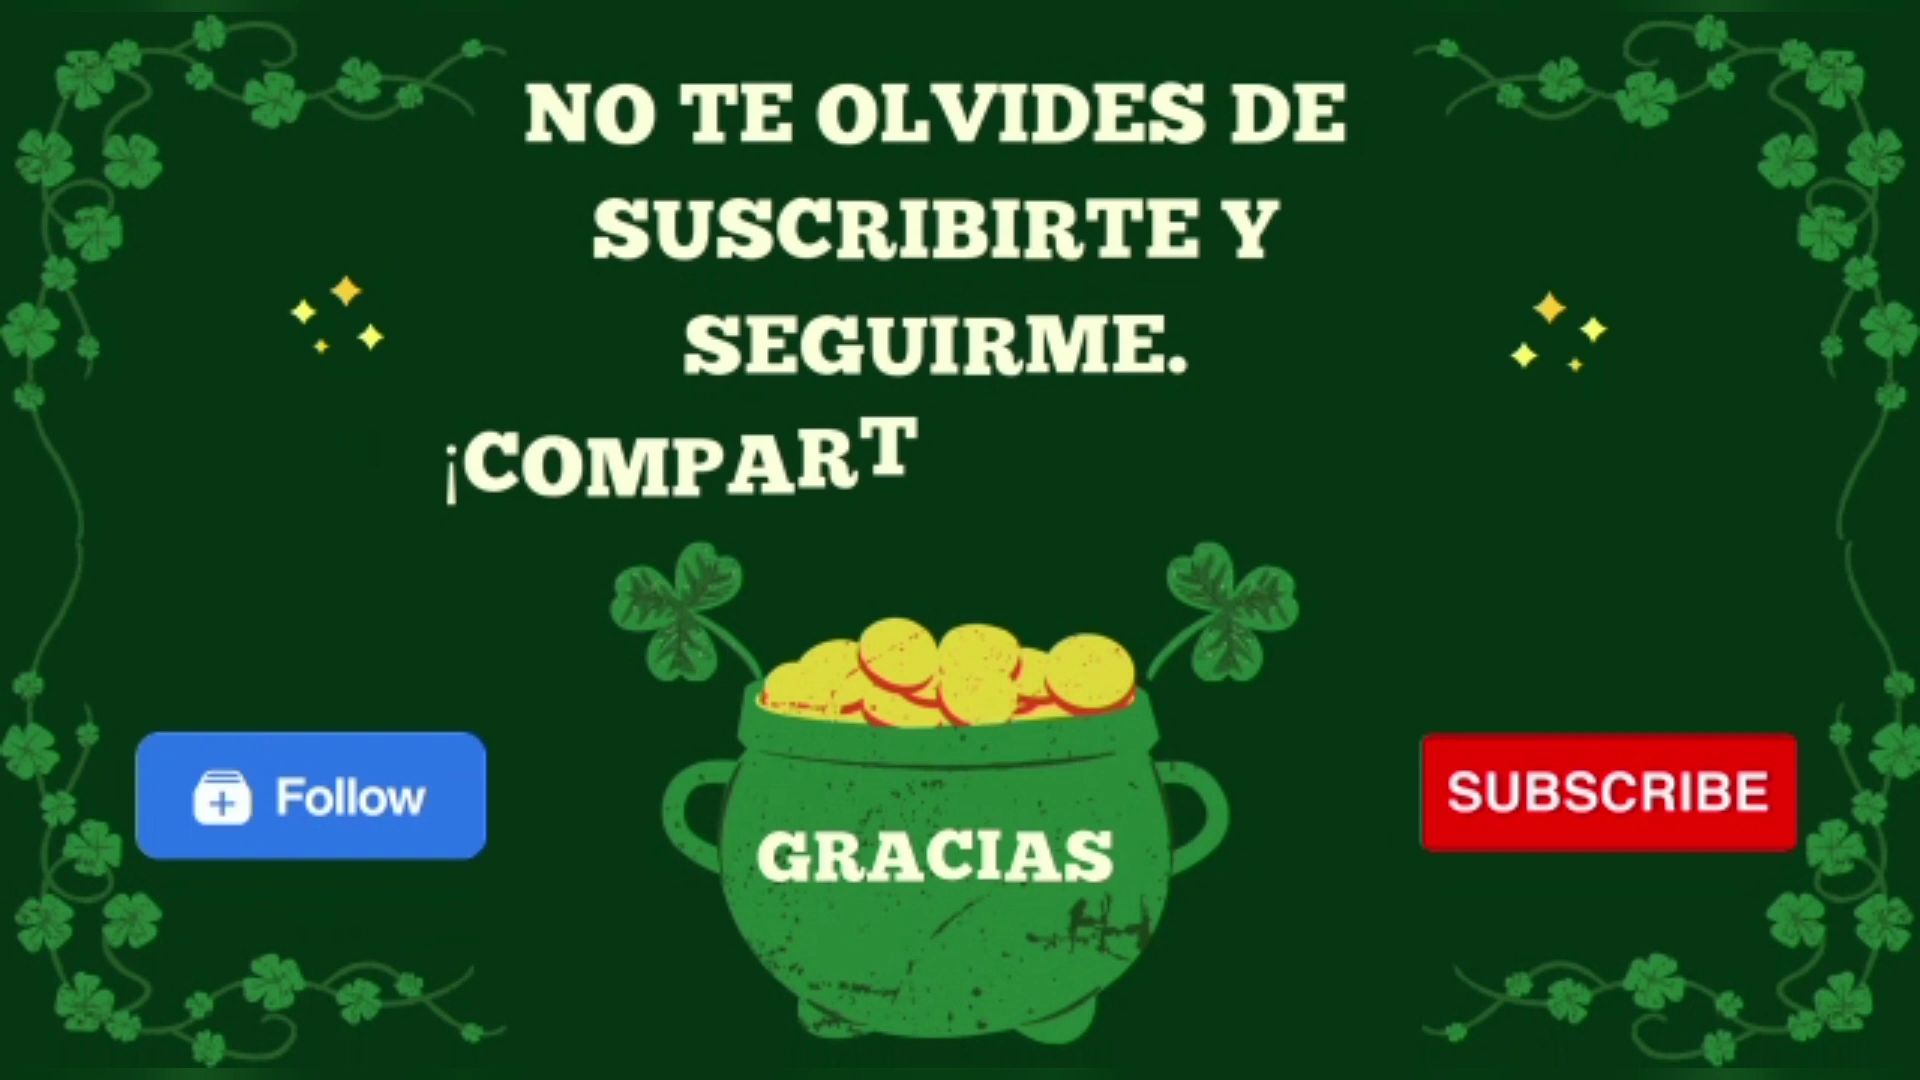 NO TE OLVIDES DE
SUSCRIBIRTE Y
SEGUIRME.
¡COMPART
Follow
SUBSCRIBE
GRACIAS